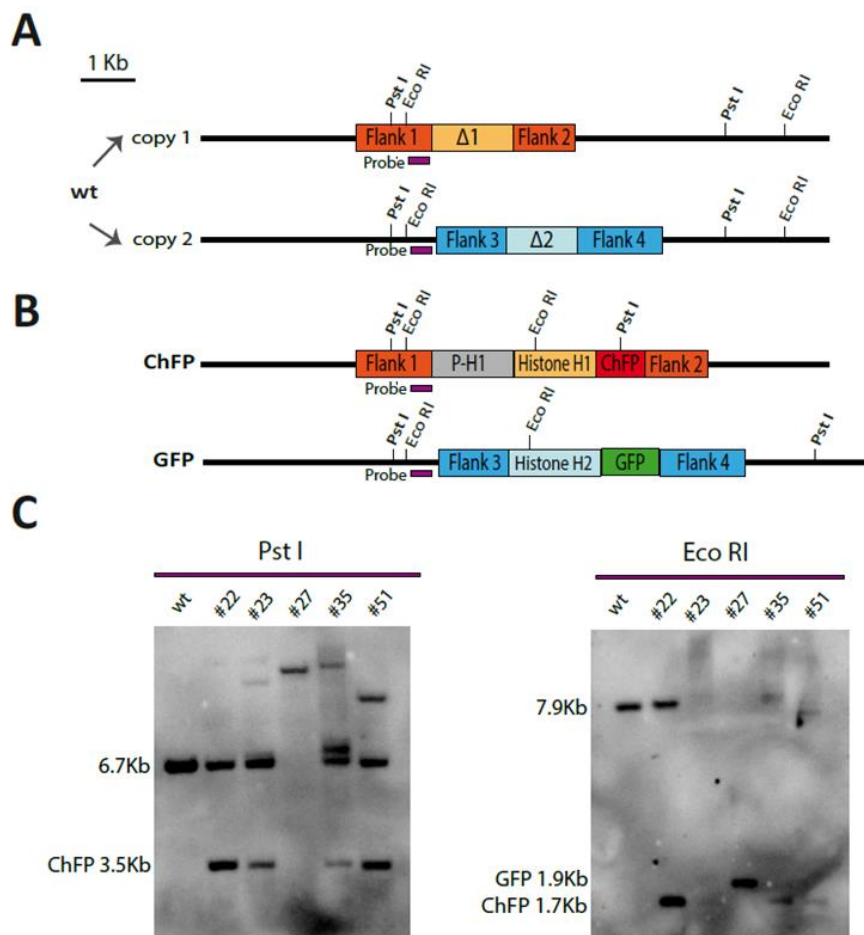 A
1 Kb
Pst I
Eco RI
Pst I
Eco RI
copy 1
Flank 1
Δ1
Flank 2
Probe
wt
Pst I
Eco RI
Pst I
Eco RI
copy 2
Flank 3
Δ2
Flank 4
Probe
B
Pst I
Eco RI
Eco RI
Pst I
ChFP
Flank 1
P-H1
Histone H1
ChFP
Flank 2
Probe
Pst I
Eco RI
Eco RI
Pst I
GFP
Flank 3
Histone H2
GFP
Flank 4
Probe
C
Pst I
wt
#22
#23
#27
#35
#51
6.7Kb
ChFP 3.5Kb
Eco RI
wt
#22
#23
#27
#35
#51
7.9Kb
GFP 1.9Kb
ChFP 1.7Kb